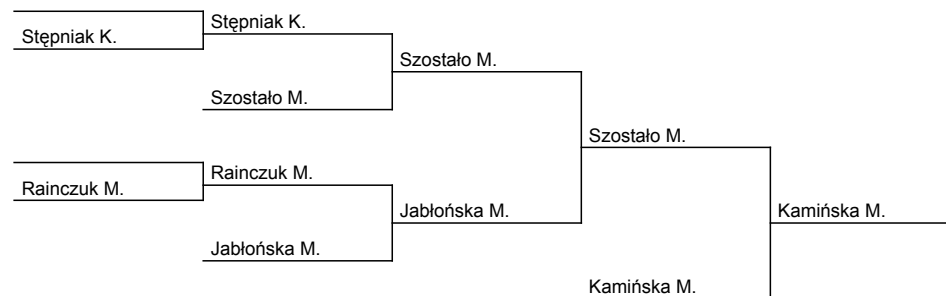 Stępniak K.
Stępniak K.
Szostało M.
Szostało M.
Szostało M.
Rainczuk M.
Rainczuk M.
Jabłońska M.
Kamińska M.
Jabłońska M.
Kamińska M.